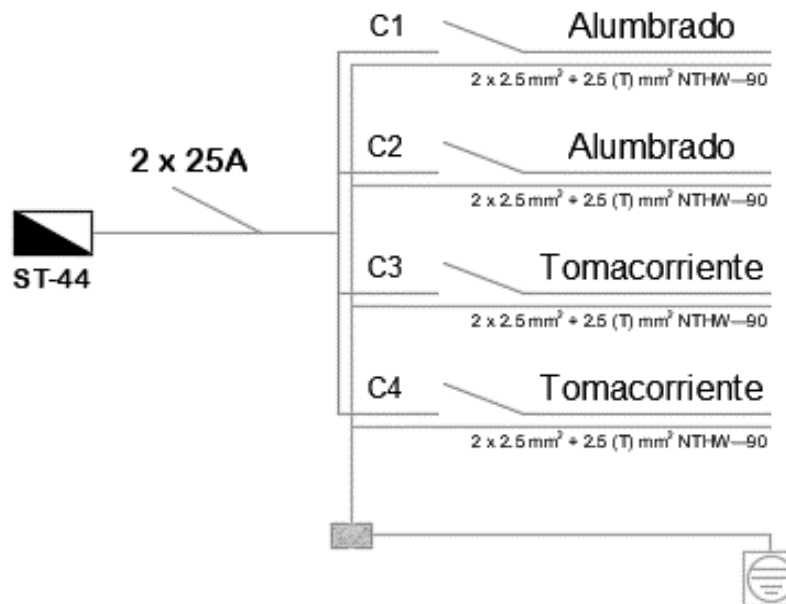 C1 Alumbrado
2 x 2.5 mm² + 2.5 (T) mm² NTHW—90
C2 Alumbrado
2 x 2.5 mm² + 2.5 (T) mm² NTHW—90
2 x 25A
ST-44
C3 Tomacorriente
2 x 2.5 mm² + 2.5 (T) mm² NTHW—90
C4 Tomacorriente
2 x 2.5 mm² + 2.5 (T) mm² NTHW—90